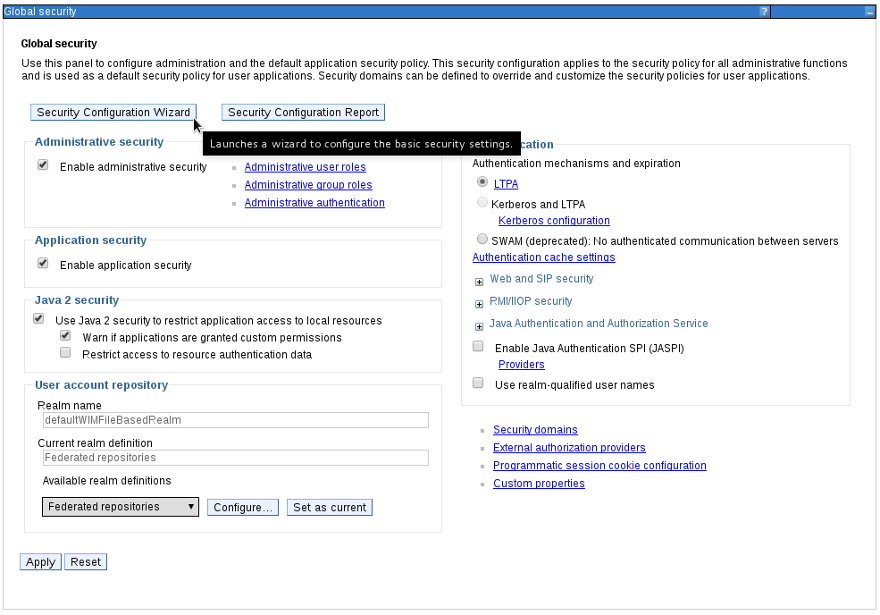 Global security
?
Global security
Use this panel to configure administration and the default application security policy. This security configuration applies to the security policy for all administrative functions
and is used as a default security policy for user applications. Security domains can be defined to override and customize the security policies for user applications.
Security Configuration Wizard
Security Configuration Report
Launches a wizard to configure the basic security settings.
Administrative security
Enable administrative security
Administrative user roles
Administrative group roles
Administrative authentication
Application security
Enable application security
Java 2 security
Use Java 2 security to restrict application access to local resources
Warn if applications are granted custom permissions
Restrict access to resource authentication data
User account repository
Realm name
defaultWIMFileBasedRealm
Current realm definition
Federated repositories
Available realm definitions
Federated repositories
Configure...
Set as current
Apply
Reset
Authentication mechanisms and expiration
LTPA
Kerberos and LTPA
Kerberos configuration
SWAM (deprecated): No authenticated communication between servers
Authentication cache settings
Web and SIP security
RMI/IIOP security
Java Authentication and Authorization Service
Enable Java Authentication SPI (JASPI)
Providers
Use realm-qualified user names
Security domains
External authorization providers
Programmatic session cookie configuration
Custom properties